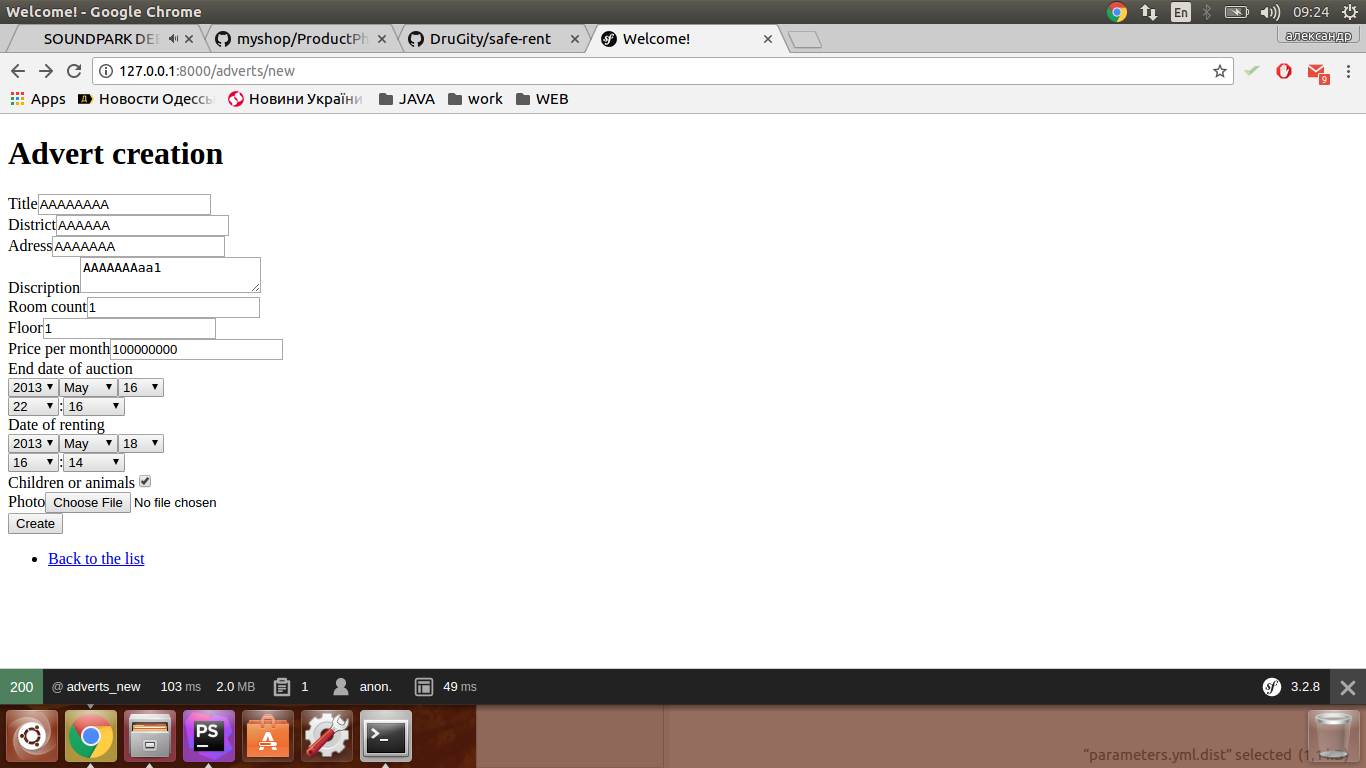 Welcome! - Google Chrome
En
09:24
SOUNDPARK DEE
myshop/ProductPh
DruGity/safe-rent
Welcome!
александр
127.0.0.1:8000/adverts/new
9
Apps
Новости Одессы
Новини України
JAVA
work
WEB
Advert creation
Title AAAAAAAA
District AAAAAA
Adress AAAAAAA
Discription AAAAAAAaa1
Room count 1
Floor 1
Price per month 100000000
End date of auction
2013 May 16
22 : 16
Date of renting
2013 May 18
16 : 14
Children or animals
Photo Choose File No file chosen
Create
Back to the list
200 @ adverts_new 103 ms 2.0 MB 1 anon. 49 ms sf 3.2.8
PS
"parameters.yml.dist" selected